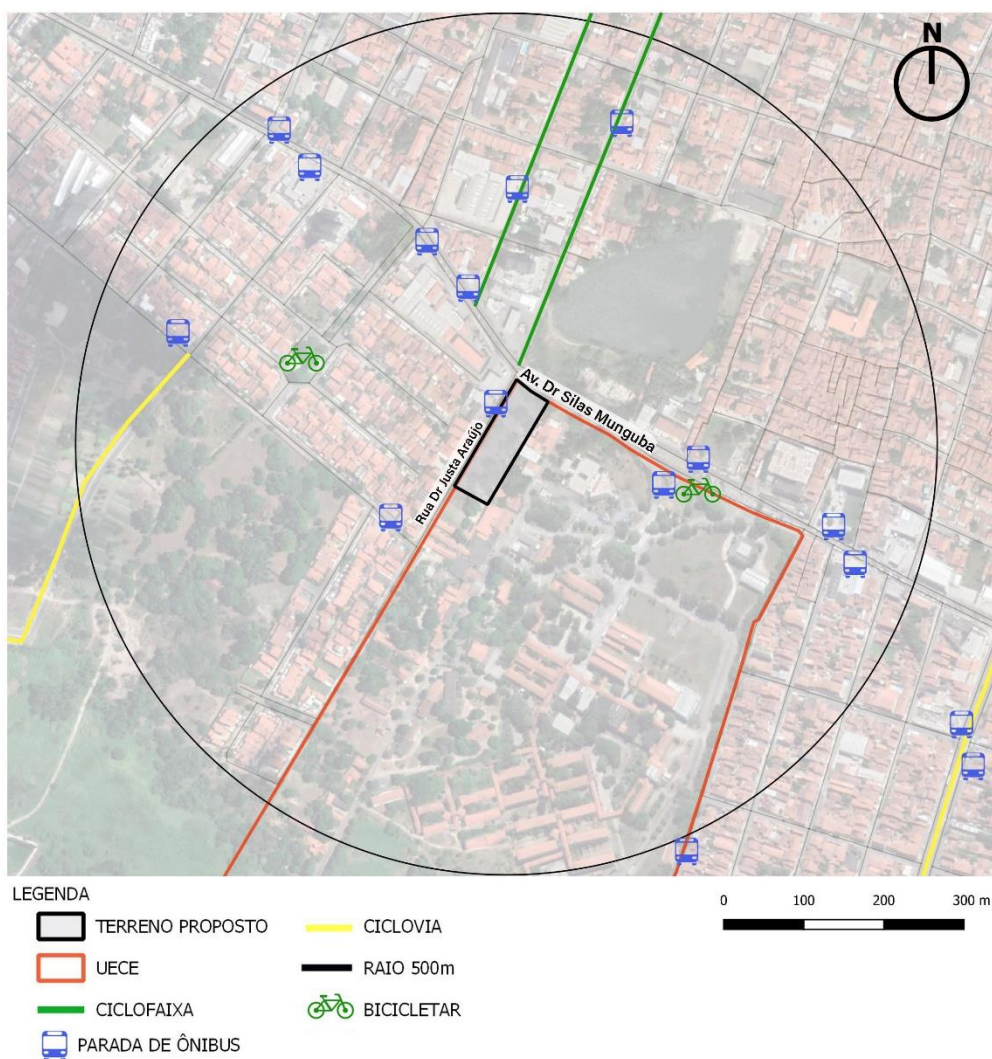 N
Av. Dr Silas Munguba
Rua Dr Justa Araújo
LEGENDA
TERRENO PROPOSTO
CICLOVIA
UECE
RAIO 500m
CICLOFAIXA
BICICLETAR
PARADA DE ÔNIBUS
0 100 200 300 m